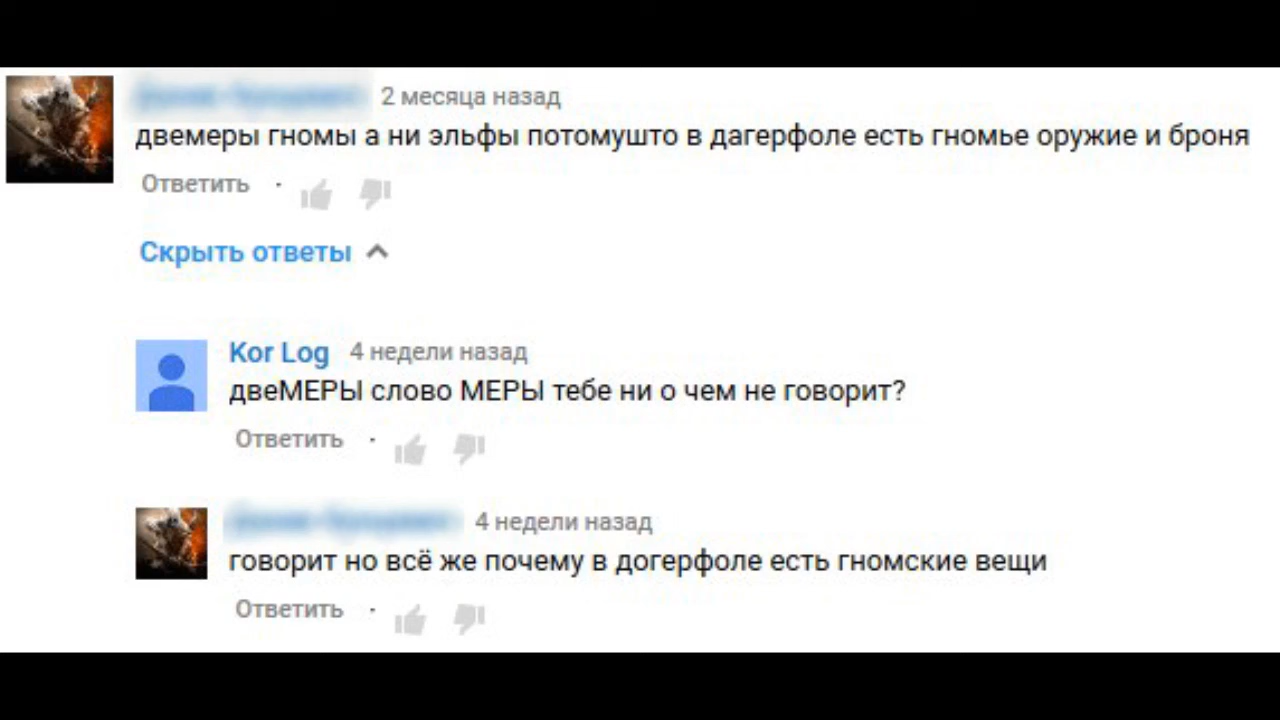 2 месяца назад
двемеры гномы а ни эльфы потомушто в дагерфоле есть гномье оружие и броня
Ответить ·
Скрыть ответы
Kor Log 4 недели назад
двеМЕРЫ слово МЕРЫ тебе ни о чем не говорит?
Ответить ·
4 недели назад
говорит но всё же почему в догерфоле есть гномские вещи
Ответить ·